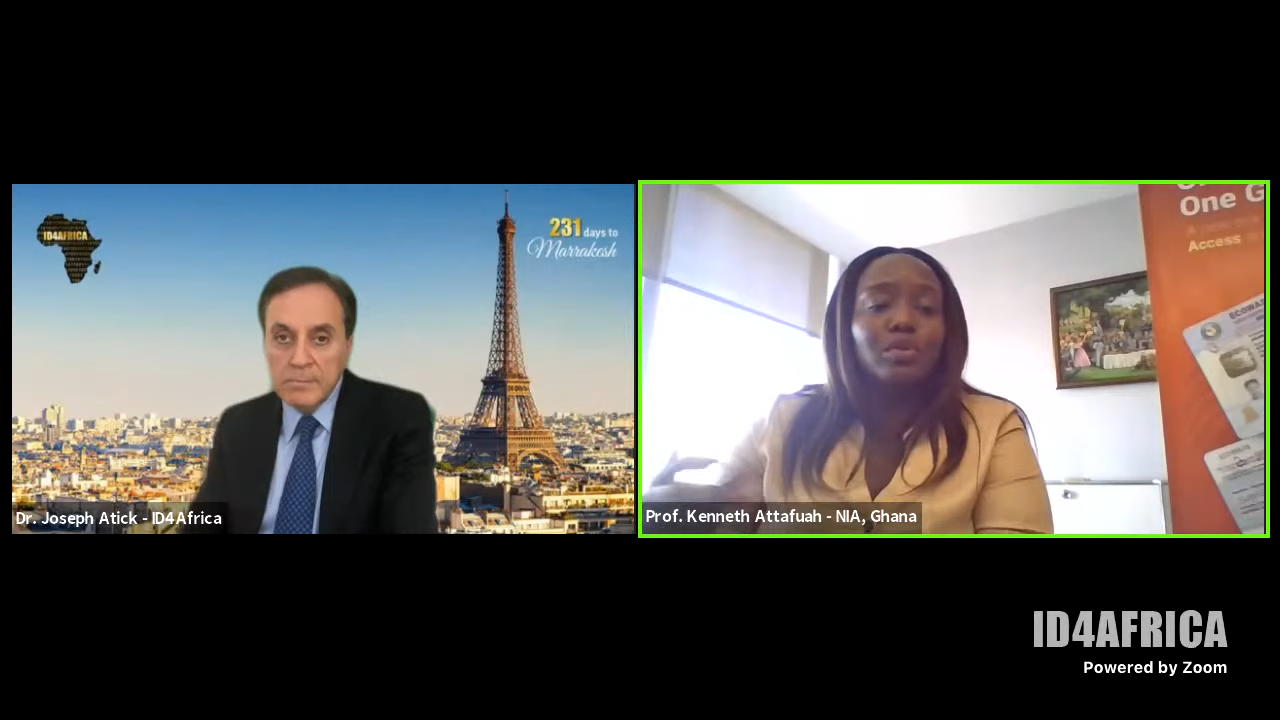 ID4AFRICA
231 days to
Marrakesh
Dr. Joseph Atick - ID4Africa
One G
Access
ECOWAS
Prof. Kenneth Attafuah - NIA, Ghana
ID4AFRICA
Powered by Zoom